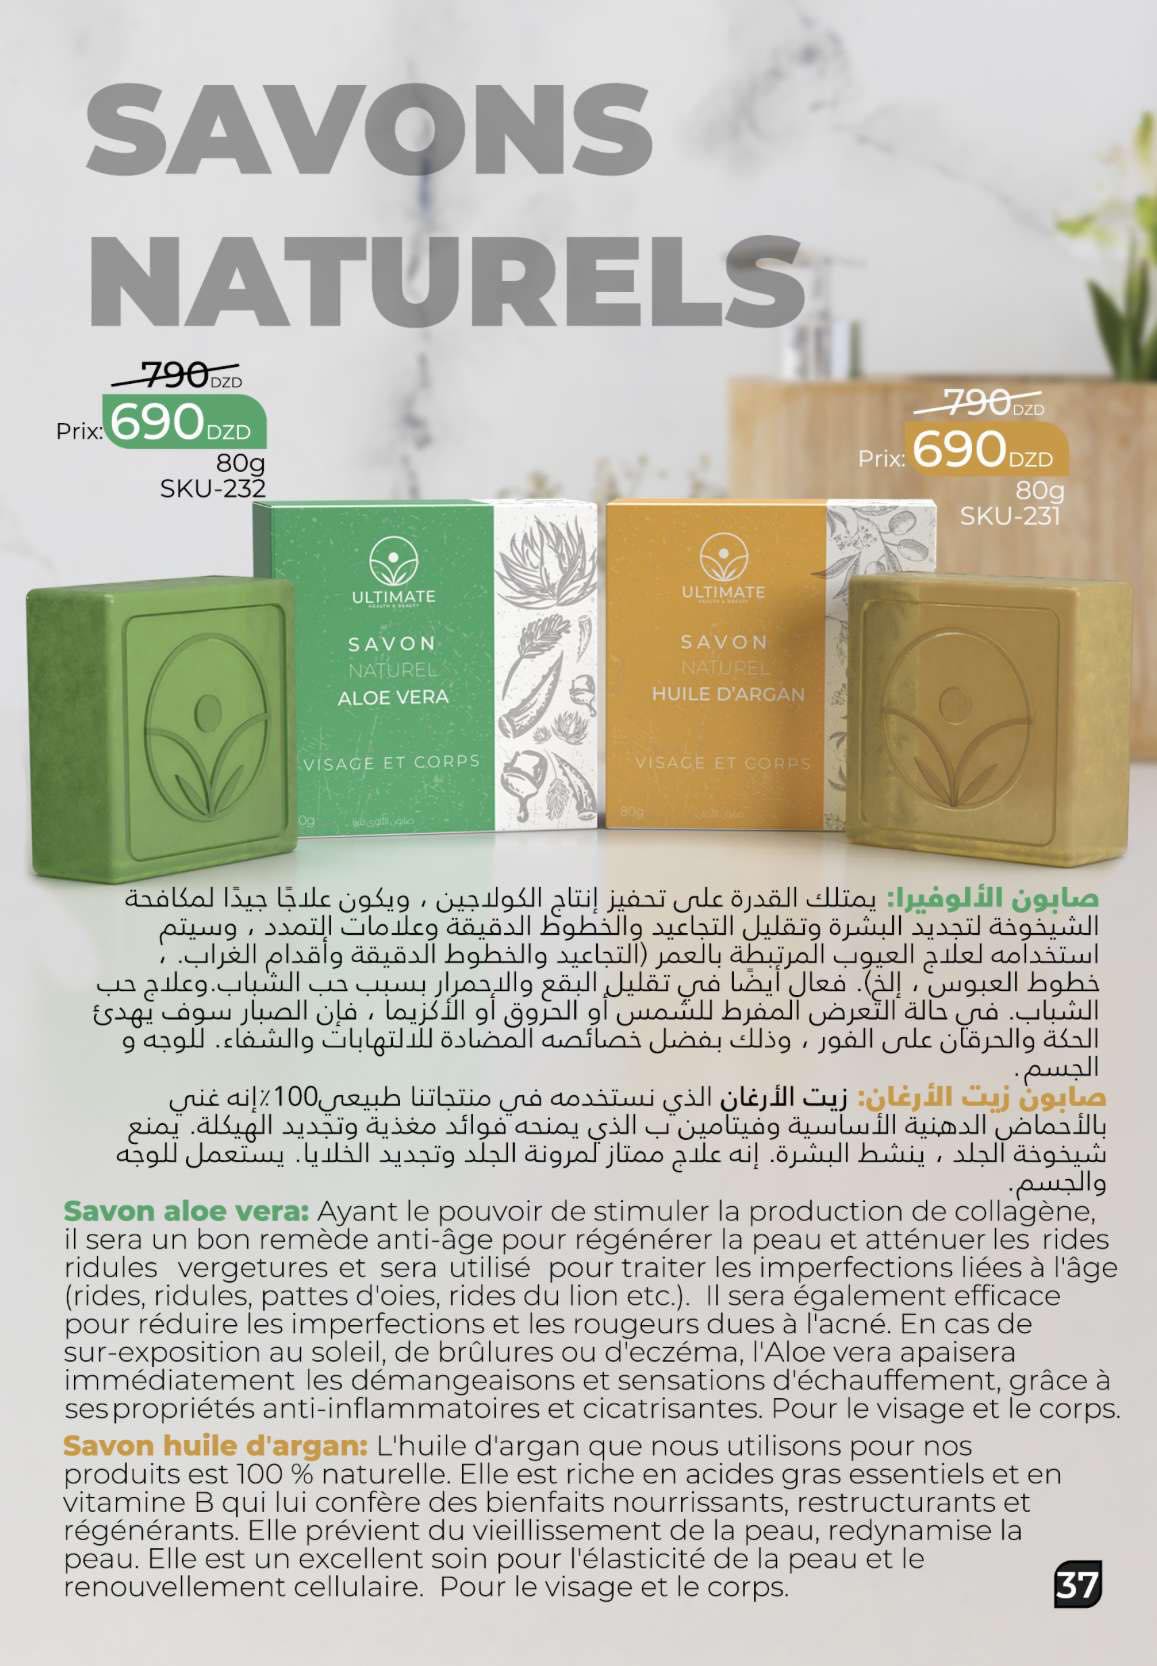 SAVONS
NATURELS
790 DZD
Prix: 690 DZD
80g
SKU-232
790 DZD
Prix: 690 DZD
80g
SKU-231
ULTIMATE
HEALTH & BEAUTY
SAVON
NATUREL
ALOE VERA
VISAGE ET CORPS
0g
ULTIMATE
HEALTH & BEAUTY
SAVON
NATUREL
HUILE D'ARGAN
VISAGE ET CORPS
80g
صابون الألوفيرا: يمتلك القدرة على تحفيز إنتاج الكولاجين ، ويكون علاجًا جيدًا لمكافحة
الشيخوخة لتجديد البشرة وتقليل التجاعيد والخطوط الدقيقة وعلامات التمدد ، وسيتم
استخدامه لعلاج العيوب المرتبطة بالعمر (التجاعيد والخطوط الدقيقة وأقدام الغراب. ،
خطوط العبوس ، إلخ). فعال أيضًا في تقليل البقع والاحمرار بسبب حب الشباب.وعلاج حب
الشباب. في حالة التعرض المفرط للشمس أو الحروق أو الأكزيما ، فإن الصبار سوف يهدئ
الحكة والحرقان على الفور ، وذلك بفضل خصائصه المضادة للالتهابات والشفاء. للوجه و
الجسم.
صابون زيت الأرغان: زيت الأرغان الذي نستخدمه في منتجاتنا طبيعي100٪إنه غني
بالأحماض الدهنية الأساسية وفيتامين ب الذي يمنحه فوائد مغذية وتجديد الهيكلة. يمنع
شيخوخة الجلد ، ينشط البشرة. إنه علاج ممتاز لمرونة الجلد وتجديد الخلايا. يستعمل للوجه
والجسم.
Savon aloe vera: Ayant le pouvoir de stimuler la production de collagène,
il sera un bon remède anti-âge pour régénérer la peau et atténuer les rides
ridules vergetures et sera utilisé pour traiter les imperfections liées à l'âge
(rides, ridules, pattes d'oies, rides du lion etc.). Il sera également efficace
pour réduire les imperfections et les rougeurs dues à l'acné. En cas de
sur-exposition au soleil, de brûlures ou d'eczéma, l'Aloe vera apaisera
immédiatement les démangeaisons et sensations d'échauffement, grâce à
ses propriétés anti-inflammatoires et cicatrisantes. Pour le visage et le corps.
Savon huile d'argan: L'huile d'argan que nous utilisons pour nos
produits est 100 % naturelle. Elle est riche en acides gras essentiels et en
vitamine B qui lui confère des bienfaits nourrissants, restructurants et
régénérants. Elle prévient du vieillissement de la peau, redynamise la
peau. Elle est un excellent soin pour l'élasticité de la peau et le
renouvellement cellulaire. Pour le visage et le corps.
37